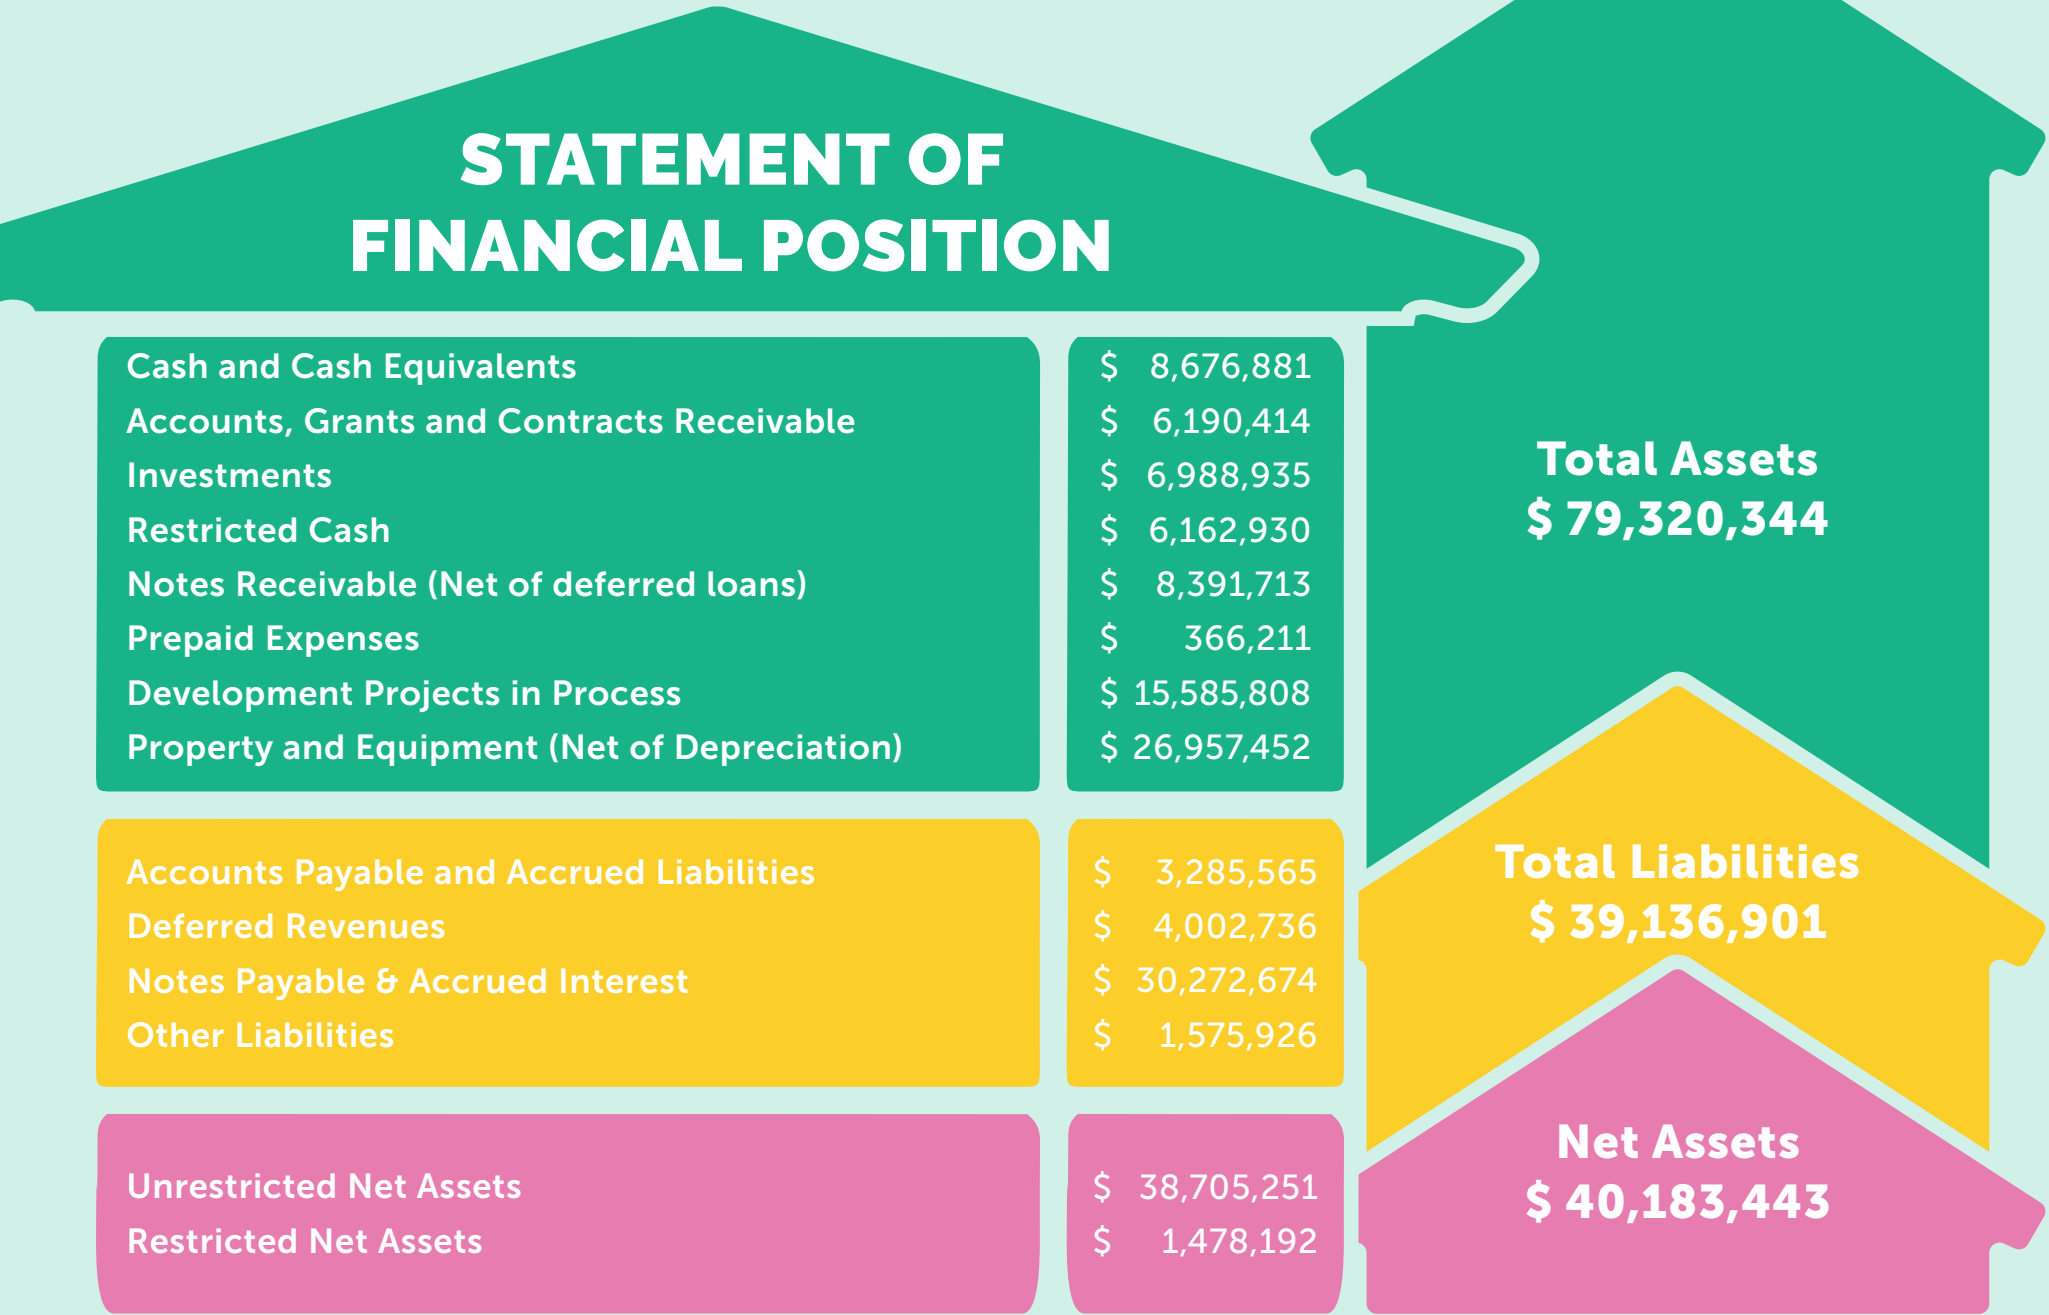 STATEMENT OF
FINANCIAL POSITION
Cash and Cash Equivalents $ 8,676,881
Accounts, Grants and Contracts Receivable $ 6,190,414
Investments $ 6,988,935
Restricted Cash $ 6,162,930
Notes Receivable (Net of deferred loans) $ 8,391,713
Prepaid Expenses $ 366,211
Development Projects in Process $ 15,585,808
Property and Equipment (Net of Depreciation) $ 26,957,452
Total Assets
$ 79,320,344
Accounts Payable and Accrued Liabilities $ 3,285,565
Deferred Revenues $ 4,002,736
Notes Payable & Accrued Interest $ 30,272,674
Other Liabilities $ 1,575,926
Total Liabilities
$ 39,136,901
Unrestricted Net Assets $ 38,705,251
Restricted Net Assets $ 1,478,192
Net Assets
$ 40,183,443